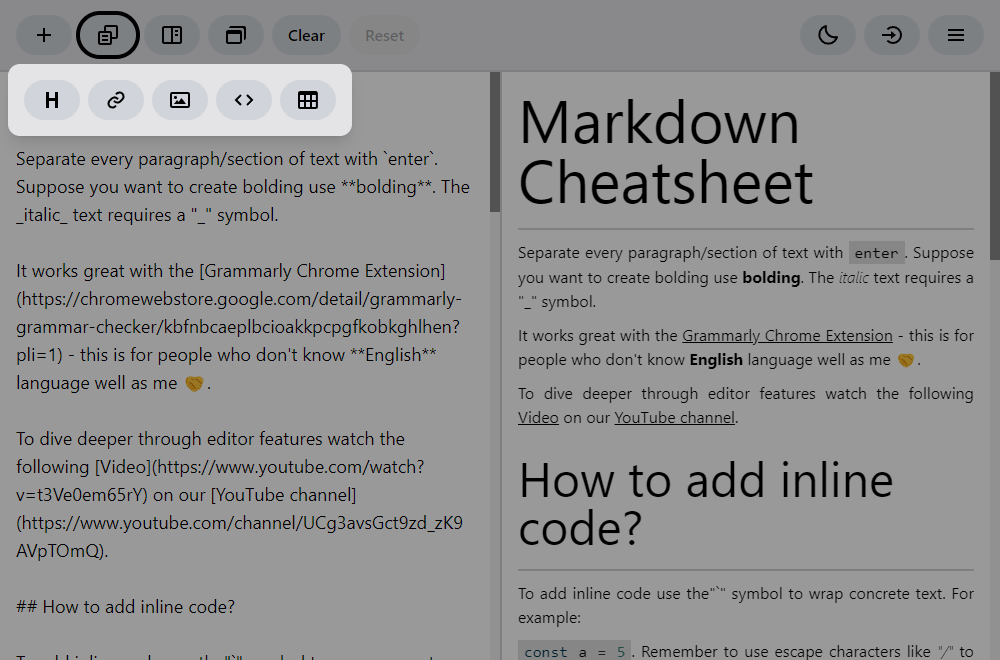 Clear
Reset
H
Separate every paragraph/section of text with `enter`.
Suppose you want to create bolding use **bolding**. The
_italic_ text requires a "_" symbol.
It works great with the [Grammarly Chrome Extension]
(https://chromewebstore.google.com/detail/grammarly-
grammar-checker/kbfnbcaeplbcioakkpcpgfkobkghlhen?
pli=1) - this is for people who don't know **English**
language well as me 🤝.
To dive deeper through editor features watch the
following [Video](https://www.youtube.com/watch?
v=t3Ve0em65rY) on our [YouTube channel]
(https://www.youtube.com/channel/UCg3avsGct9zd_zK9
AVpTOmQ).
## How to add inline code?
Markdown
Cheatsheet
Separate every paragraph/section of text with enter. Suppose
you want to create bolding use bolding. The italic text requires a
"_" symbol.
It works great with the Grammarly Chrome Extension - this is for
people who don't know English language well as me 🤝.
To dive deeper through editor features watch the following
Video on our YouTube channel.
How to add inline
code?
To add inline code use the"`" symbol to wrap concrete text. For
example:
const a = 5. Remember to use escape characters like "/" to